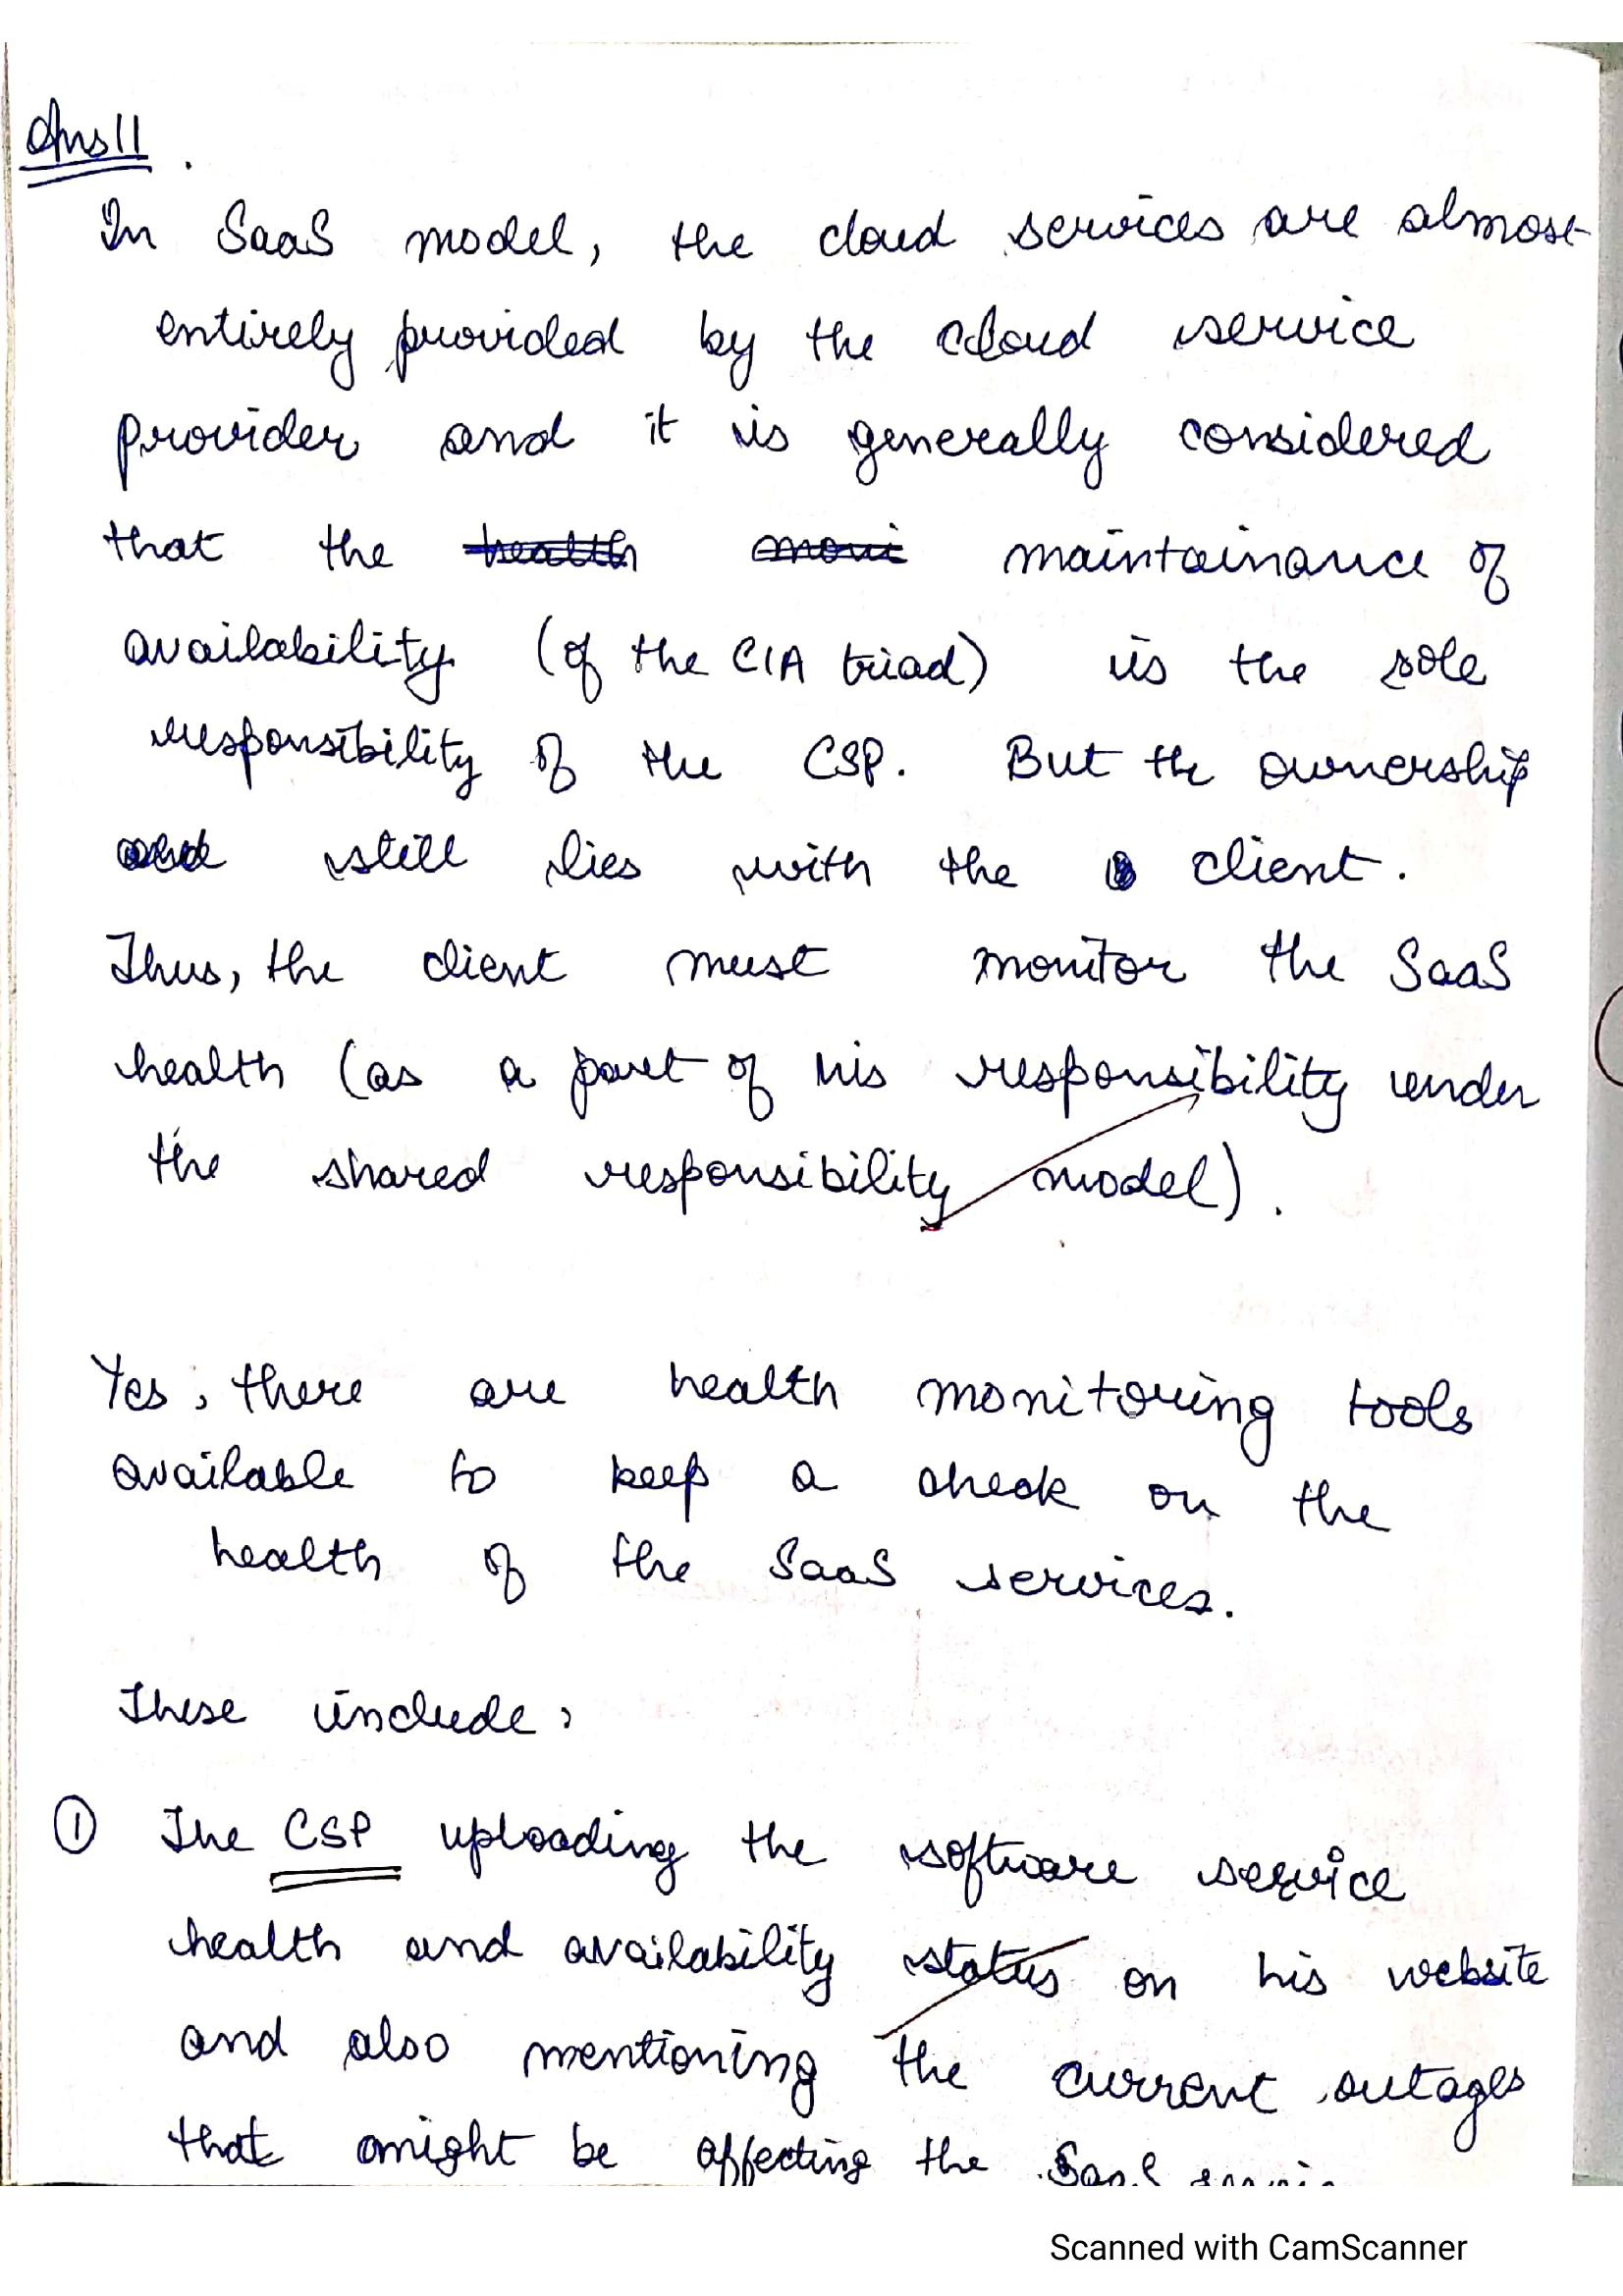 Ans 11.
In SaaS model, the cloud services are almost
entirely provided by the cloud service
provider and it is generally considered
that the health moni maintainance of
availability (of the CIA triad) is the sole
responsibility of the CSP. But the ownership
still lies with the client.
Thus, the client must monitor the SaaS
health (as a part of his responsibility under
the shared responsibility model).
Yes, there are health monitoring tools
available to keep a check on the
health of the SaaS services.
These include:
① The CSP uploading the software service
health and availability status on his website
and also mentioning the current outages
that might be affecting the SaaS
Scanned with CamScanner